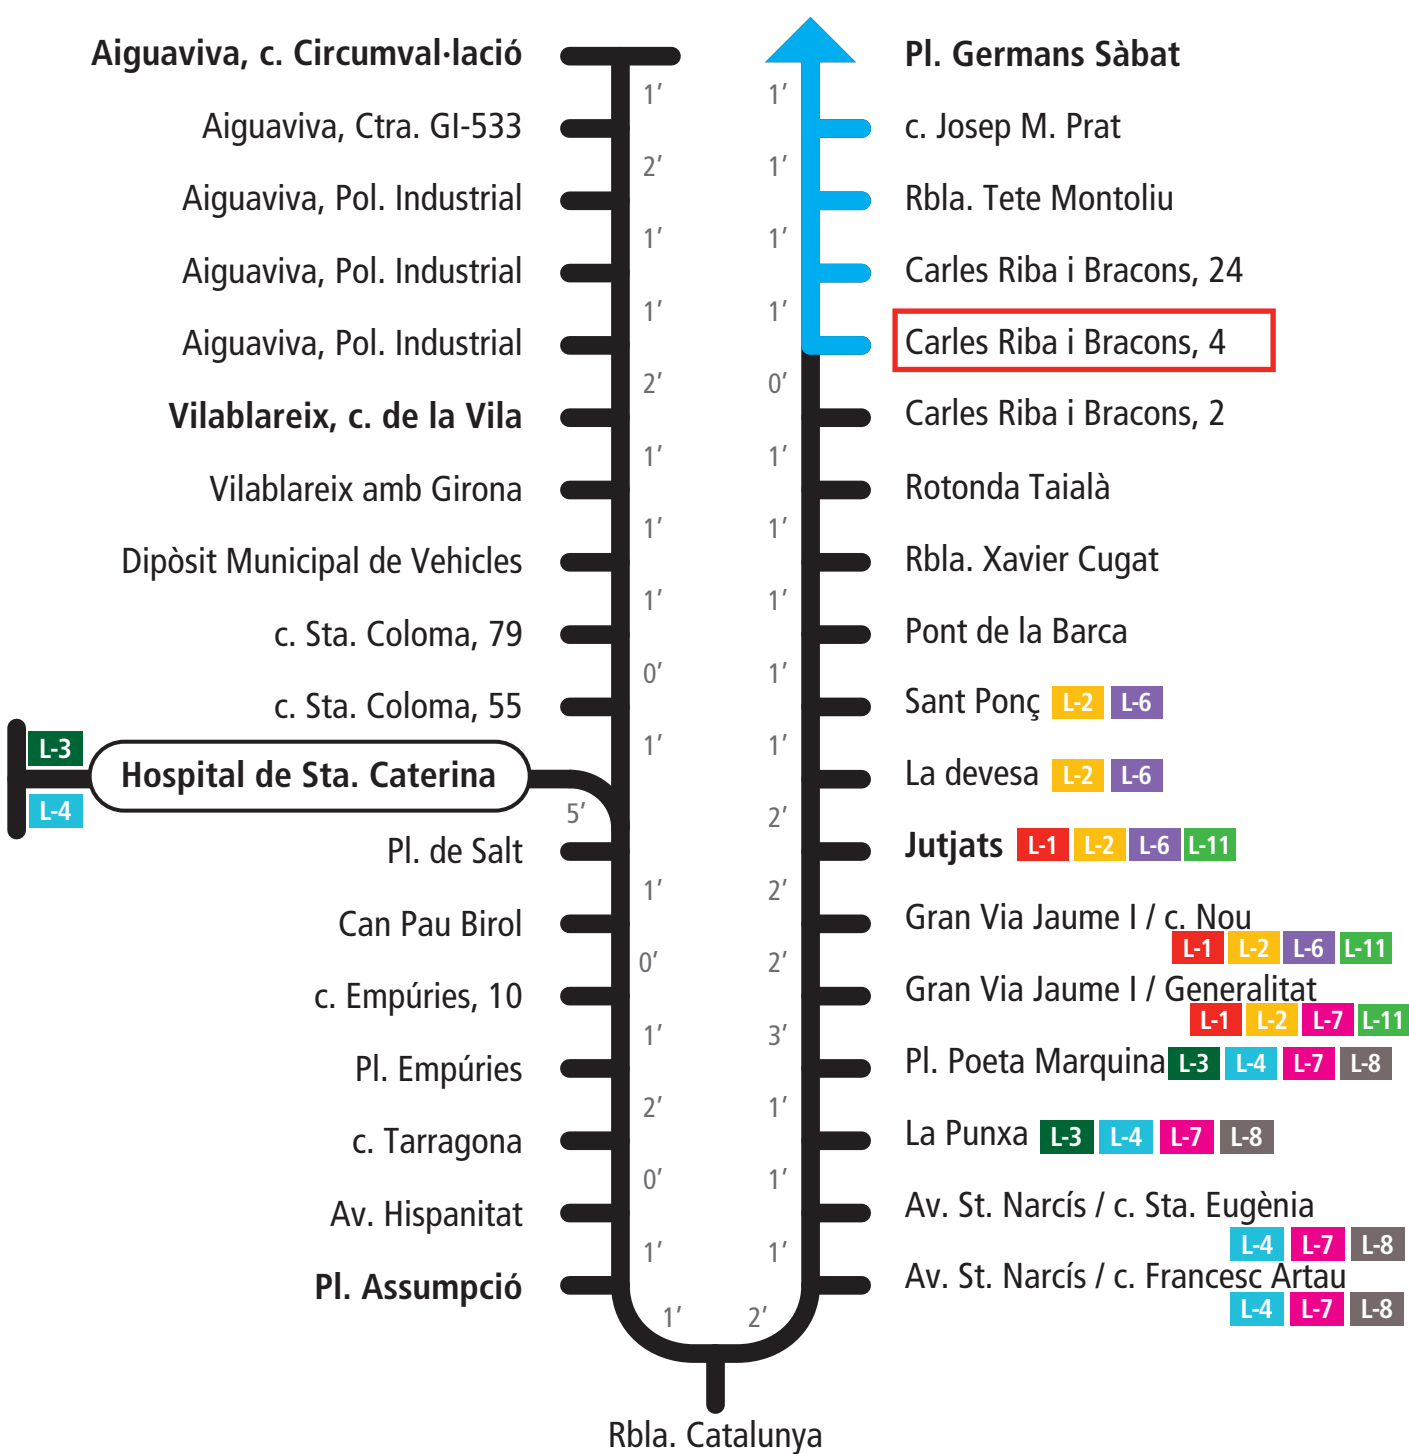 Aiguaviva, c. Circumval·lació
1’
Aiguaviva, Ctra. GI-533
2’
Aiguaviva, Pol. Industrial
1’
Aiguaviva, Pol. Industrial
1’
Aiguaviva, Pol. Industrial
2’
Vilablareix, c. de la Vila
1’
Vilablareix amb Girona
1’
Dipòsit Municipal de Vehicles
1’
c. Sta. Coloma, 79
0’
c. Sta. Coloma, 55
1’
L-3
Hospital de Sta. Caterina
L-4
5’
Pl. de Salt
1’
Can Pau Birol
0’
c. Empúries, 10
1’
Pl. Empúries
2’
c. Tarragona
0’
Av. Hispanitat
1’
Pl. Assumpció
1’
Rbla. Catalunya
Pl. Germans Sàbat
1’
c. Josep M. Prat
1’
Rbla. Tete Montoliu
1’
Carles Riba i Bracons, 24
1’
Carles Riba i Bracons, 4
0’
Carles Riba i Bracons, 2
1’
Rotonda Taialà
1’
Rbla. Xavier Cugat
1’
Pont de la Barca
1’
Sant Ponç L-2 L-6
1’
La devesa L-2 L-6
2’
Jutjats L-1 L-2 L-6 L-11
2’
Gran Via Jaume I / c. Nou
L-1 L-2 L-6 L-11
2’
Gran Via Jaume I / Generalitat
L-1 L-2 L-7 L-11
3’
Pl. Poeta Marquina L-3 L-4 L-7 L-8
1’
La Punxa L-3 L-4 L-7 L-8
1’
Av. St. Narcís / c. Sta. Eugènia
L-4 L-7 L-8
1’
Av. St. Narcís / c. Francesc Artau
L-4 L-7 L-8
2’